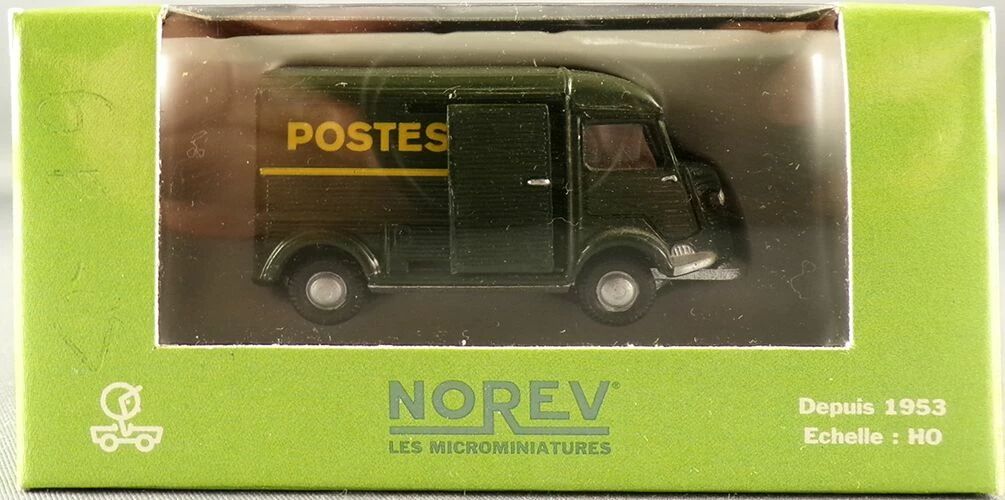 POSTES
NOREV®
LES MICROMINIATURES
Depuis 1953
Echelle : HO